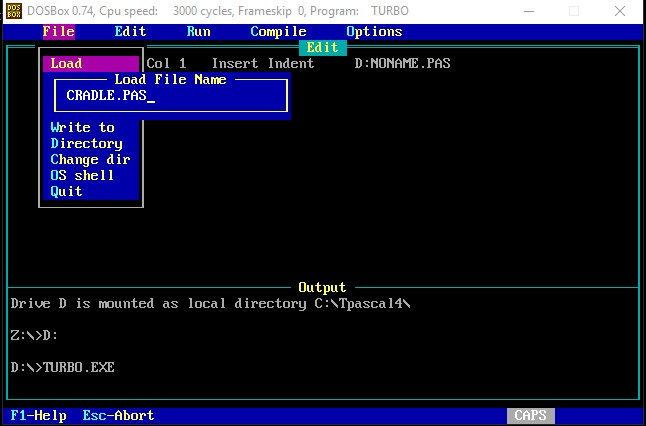 DOSBox 0.74, Cpu speed: 3000 cycles, Frameskip 0, Program: TURBO
File Edit Run Compile Options
Edit
Load Col 1 Insert Indent D:NONAME.PAS
Load File Name
CRADLE.PAS_
Write to
Directory
Change dir
OS shell
Quit
Output
Drive D is mounted as local directory C:\Tpascal4\
Z:\>D:
D:\>TURBO.EXE
F1-Help Esc-Abort CAPS